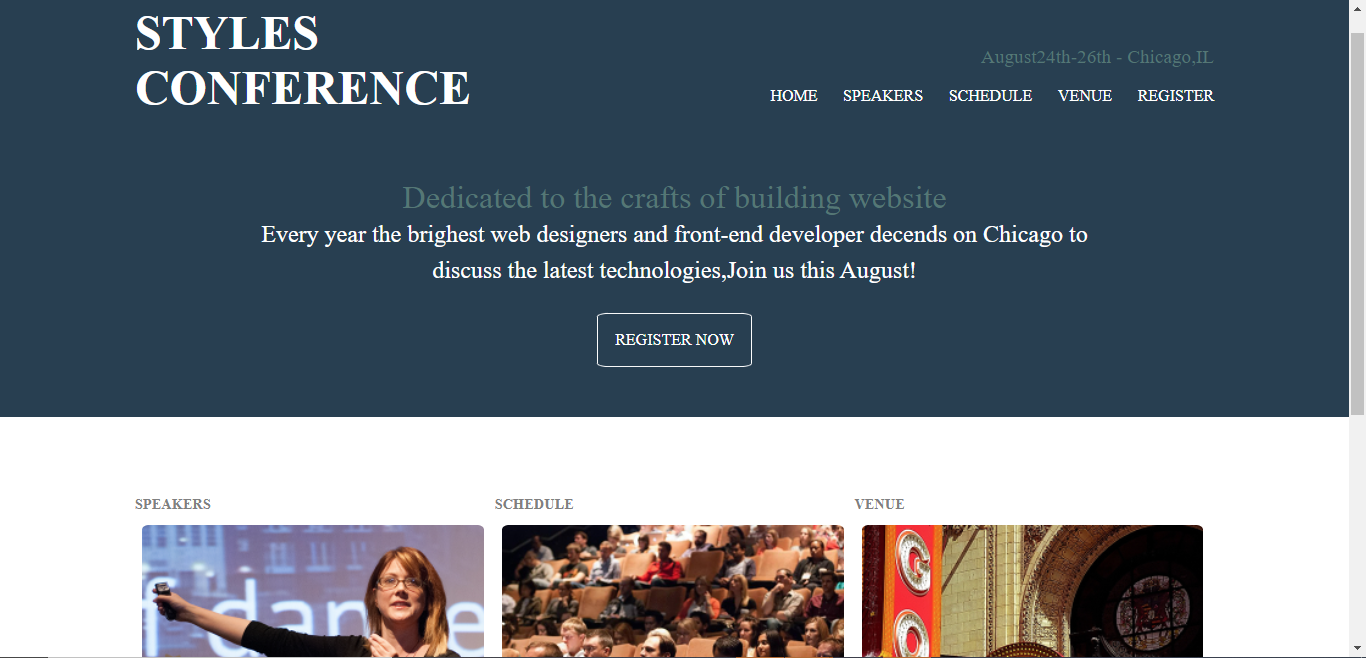 STYLES
CONFERENCE
August24th-26th - Chicago,IL
HOME SPEAKERS SCHEDULE VENUE REGISTER
Dedicated to the crafts of building website
Every year the brighest web designers and front-end developer decends on Chicago to
discuss the latest technologies,Join us this August!
REGISTER NOW
SPEAKERS SCHEDULE VENUE
f dance
C
O